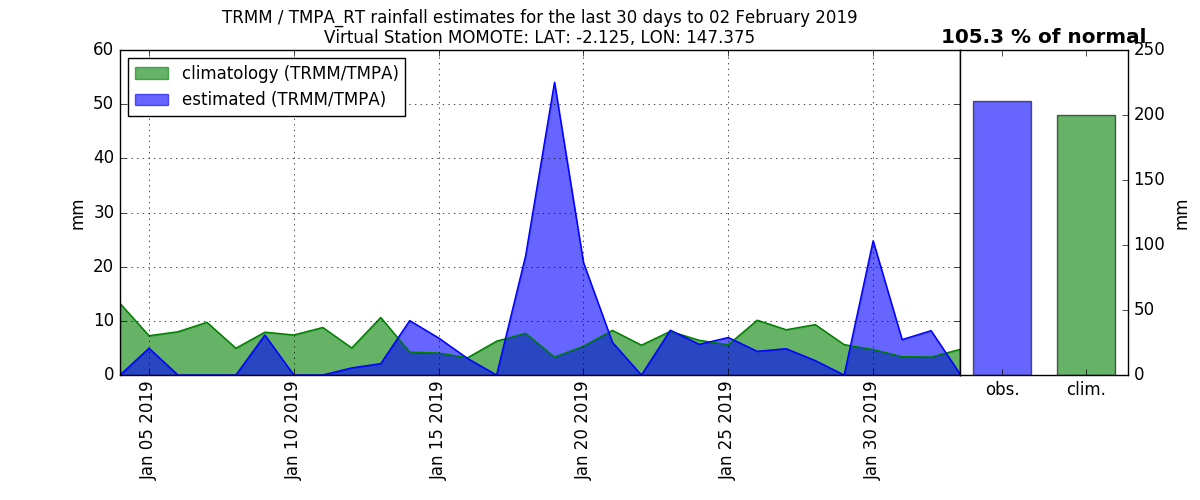 TRMM / TMPA_RT rainfall estimates for the last 30 days to 02 February 2019
Virtual Station MOMOTE: LAT: -2.125, LON: 147.375
105.3 % of normal
climatology (TRMM/TMPA)
estimated (TRMM/TMPA)
60
50
40
30
20
10
0
mm
Jan 05 2019
Jan 10 2019
Jan 15 2019
Jan 20 2019
Jan 25 2019
Jan 30 2019
obs.
clim.
250
200
150
100
50
0
mm